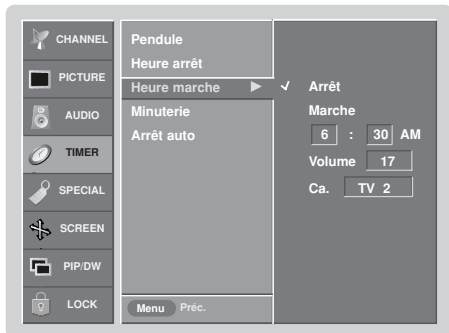 CHANNEL
PICTURE
AUDIO
TIMER
SPECIAL
SCREEN
PIP/DW
LOCK
Pendule
Heure arrêt
Heure marche
Minuterie
Arrêt auto
Menu Préc.
Arrêt
Marche
6 : 30 AM
Volume 17
Ca. TV 2